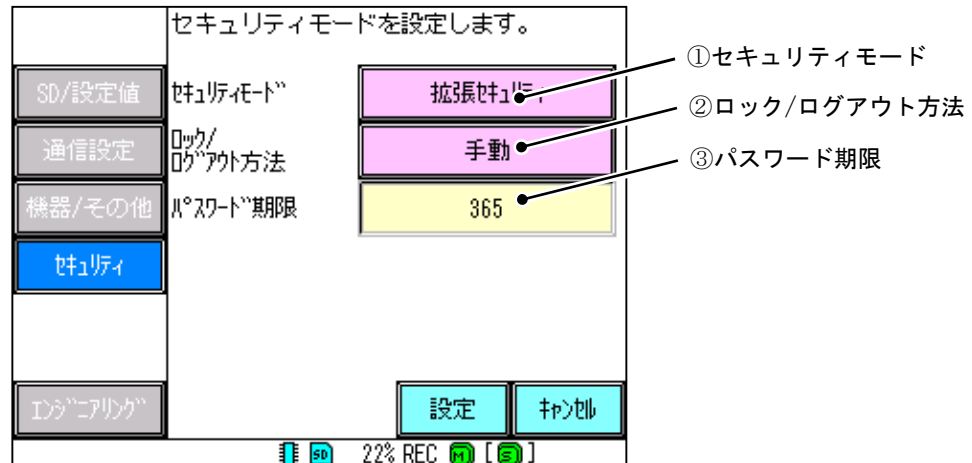 セキュリティモードを設定します。
①セキュリティモード
SD/設定値 ｾｷｭﾘﾃｨﾓｰﾄﾞ 拡張ｾｷｭﾘﾃｨ
②ロック/ログアウト方法
通信設定 ﾛｯｸ/
ﾛｸﾞｱｳﾄ方法 手動
③パスワード期限
機器/その他 ﾊﾟｽﾜｰﾄﾞ期限 365
ｾｷｭﾘﾃｨ
ｴﾝｼﾞﾆｱﾘﾝｸﾞ 設定 ｷｬﾝｾﾙ
SD 22% REC M [S]